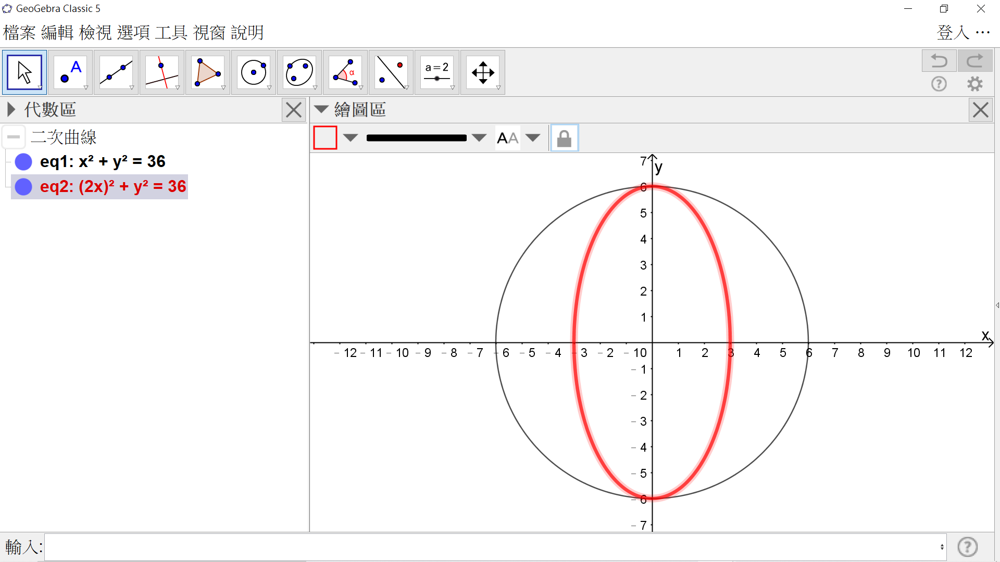 GeoGebra Classic 5
檔案 編輯 檢視 選項 工具 視窗 說明
登入 ···
A
α
a = 2
代數區
繪圖區
二次曲線
AA
eq1: x² + y² = 36
eq2: (2x)² + y² = 36
y
7
6
5
4
3
2
1
x
– 12 – 11 – 10 – 9 – 8 – 7 – 6 – 5 – 4 – 3 – 2 – 1 0 1 2 3 4 5 6 7 8 9 10 11 12
– 1
– 2
– 3
– 4
– 5
– 6
– 7
輸入: